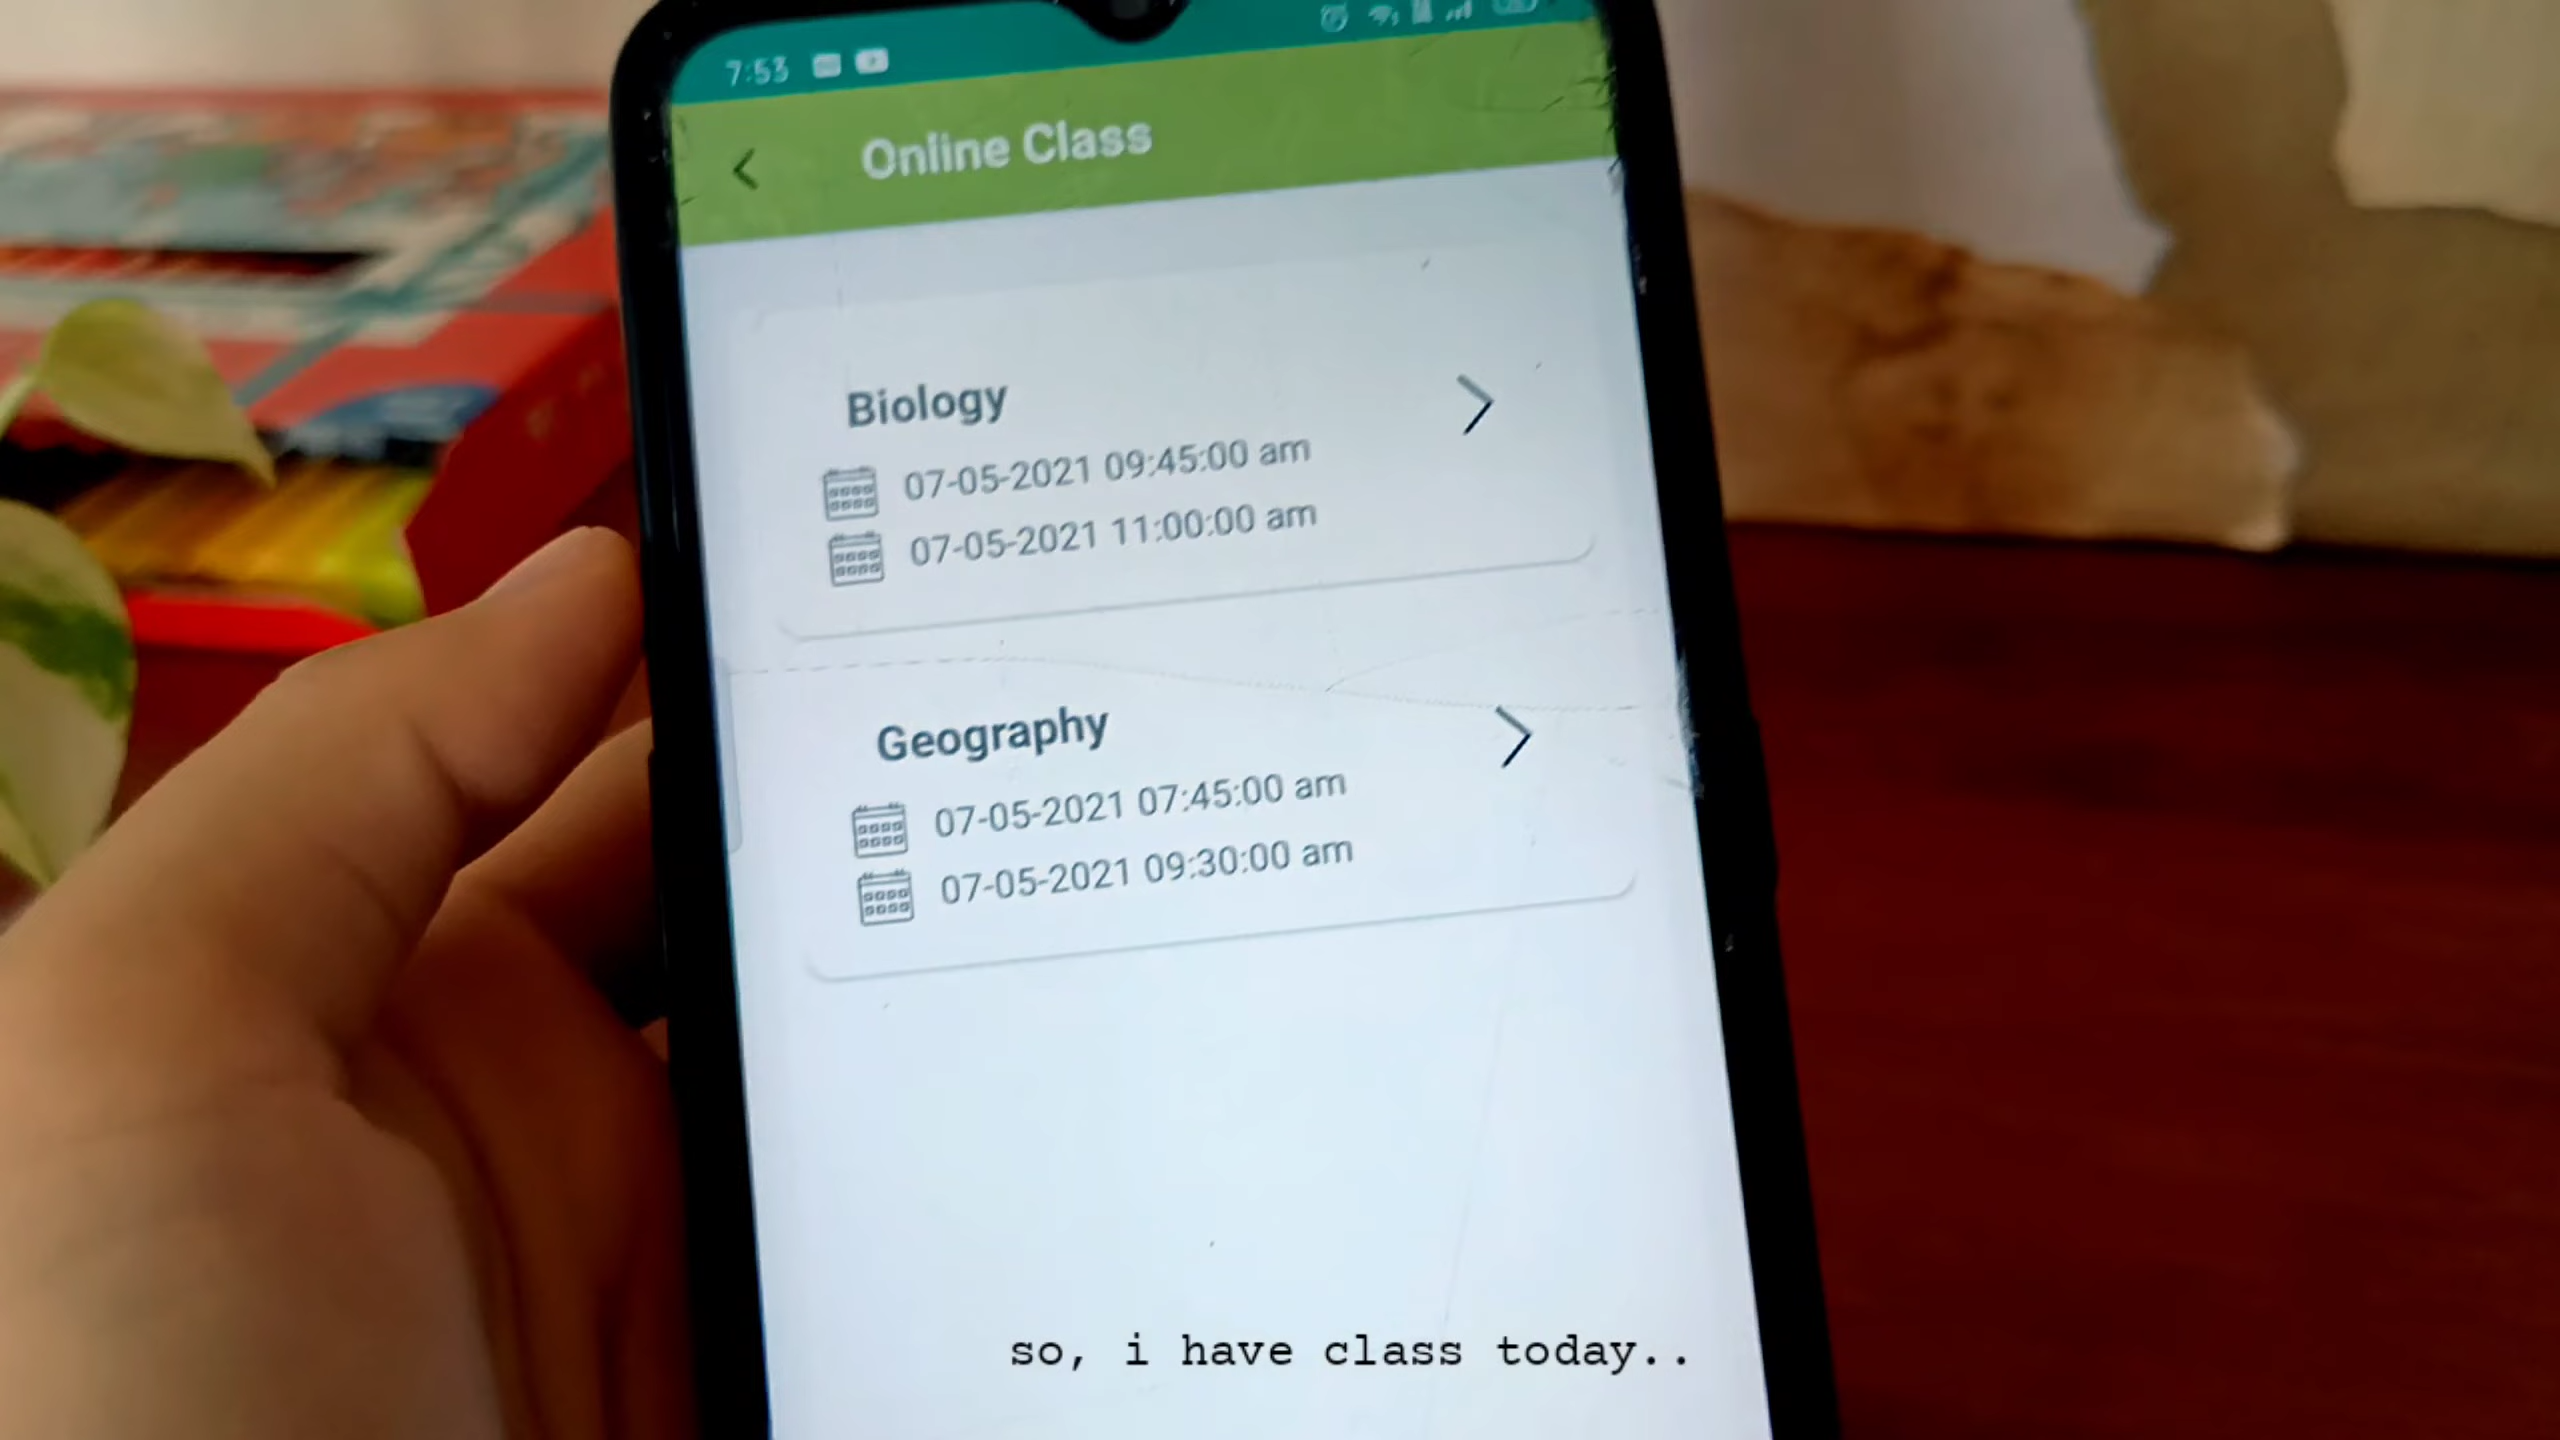 7:53
Online Class
Biology
07-05-2021 09:45:00 am
07-05-2021 11:00:00 am
Geography
07-05-2021 07:45:00 am
07-05-2021 09:30:00 am
so, i have class today..